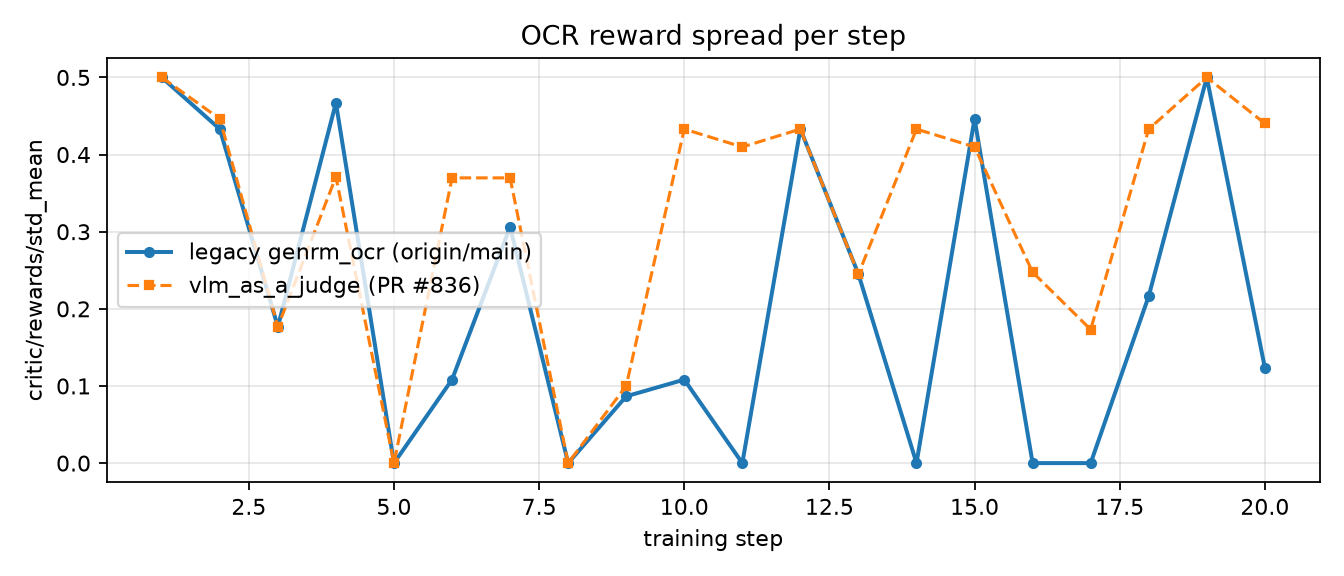 OCR reward spread per step
critic/rewards/std_mean
0.5
0.4
0.3
0.2
0.1
0.0
legacy genrm_ocr (origin/main)
vlm_as_a_judge (PR #836)
2.5 5.0 7.5 10.0 12.5 15.0 17.5 20.0
training step